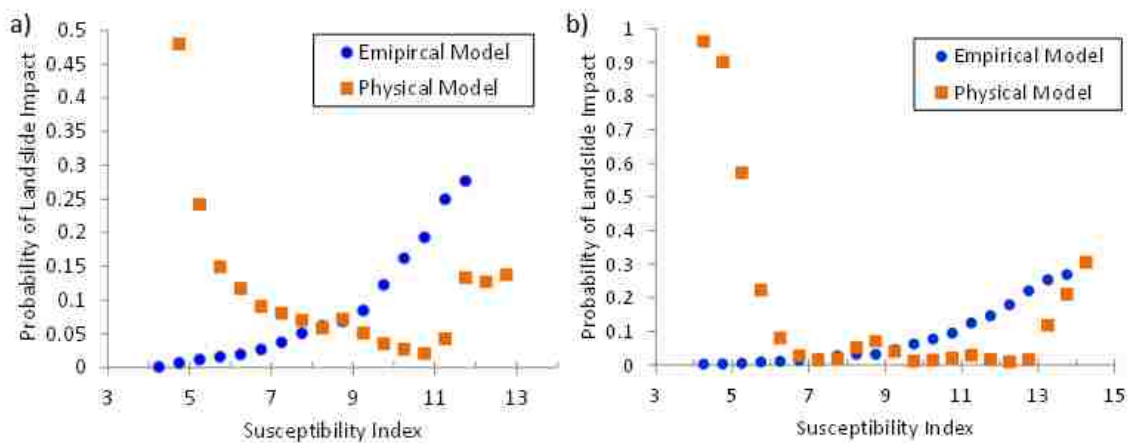 a)
Probability of Landslide Impact
0.5
0.45
0.4
0.35
0.3
0.25
0.2
0.15
0.1
0.05
0
3 5 7 9 11 13
Susceptibility Index
Emipircal Model
Physical Model
b)
Probability of Landslide Impact
1
0.9
0.8
0.7
0.6
0.5
0.4
0.3
0.2
0.1
0
3 5 7 9 11 13 15
Susceptibility Index
Empirical Model
Physical Model